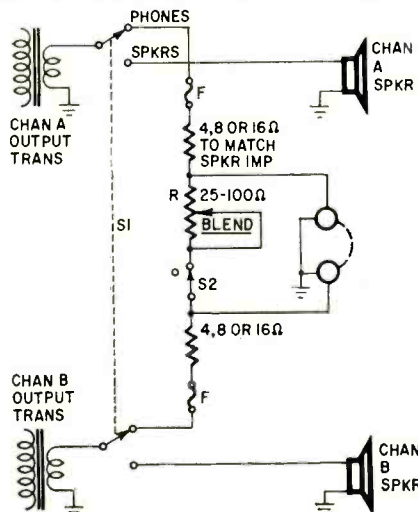 PHONES
SPKRS
CHAN A
OUTPUT
TRANS
CHAN
A
SPKR
F
4,8 OR 16Ω
TO MATCH
SPKR IMP
R 25-100Ω
BLEND
S1
S2
4,8 OR 16Ω
F
CHAN B
OUTPUT
TRANS
CHAN
B
SPKR